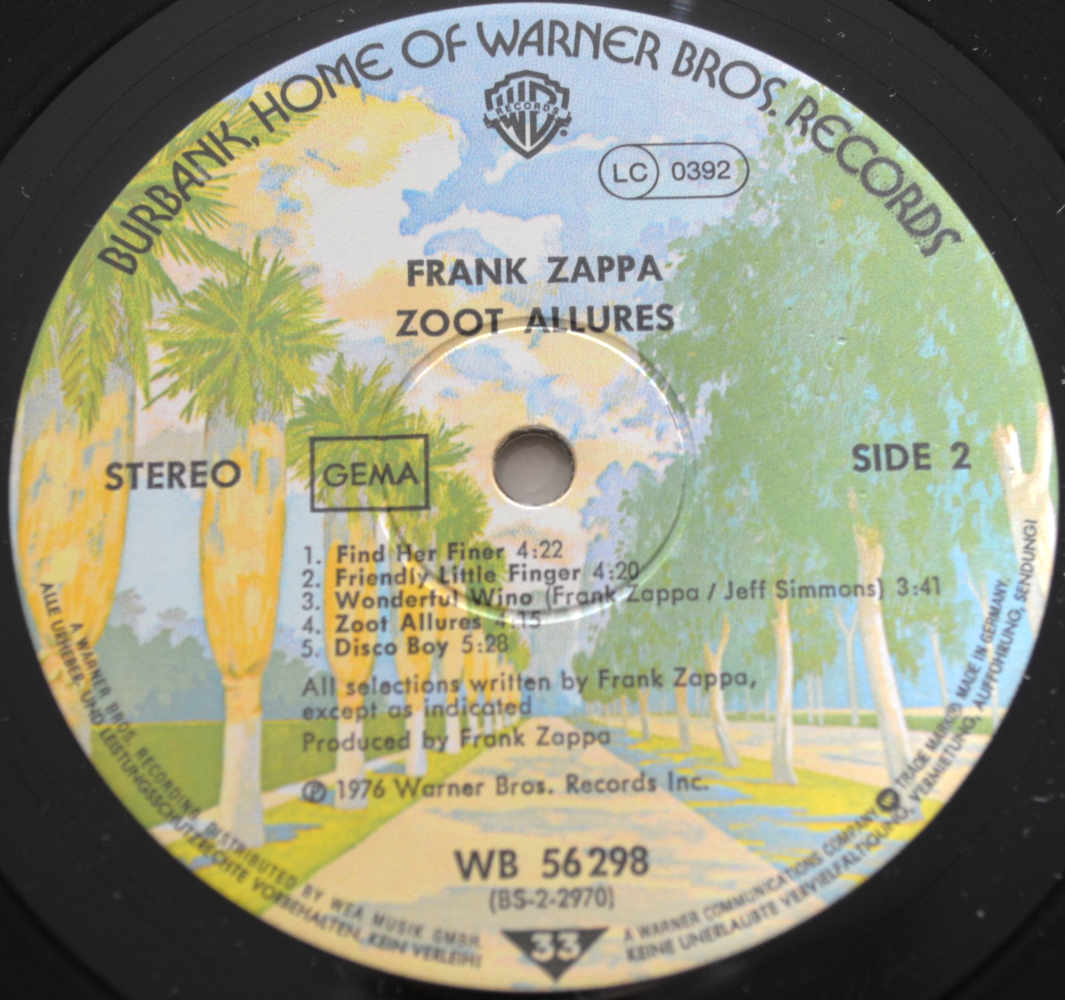 BURBANK, HOME OF WARNER BROS. RECORDS
RECORDS
LC 0392
FRANK ZAPPA
ZOOT ALLURES
STEREO
GEMA
SIDE 2
1. Find Her Finer 4:22
2. Friendly Little Finger 4:20
3. Wonderful Wino (Frank Zappa / Jeff Simmons) 3:41
4. Zoot Allures 4:15
5. Disco Boy 5:28
All selections written by Frank Zappa,
except as indicated
Produced by Frank Zappa
℗ 1976 Warner Bros. Records Inc.
WB 56 298
(BS-2-2970)
33
A WARNER BROS. RECORDING, DISTRIBUTED BY WEA MUSIK GMBH. A WARNER COMMUNICATIONS COMPANY TRADE MARK ® MADE IN GERMANY.
ALLE URHEBER- UND LEISTUNGSSCHUTZRECHTE VORBEHALTEN, KEIN VERLEIH! KEINE UNERLAUBTE VERVIELFÄLTIGUNG, VERMIETUNG, AUFFÜHRUNG, SENDUNG!